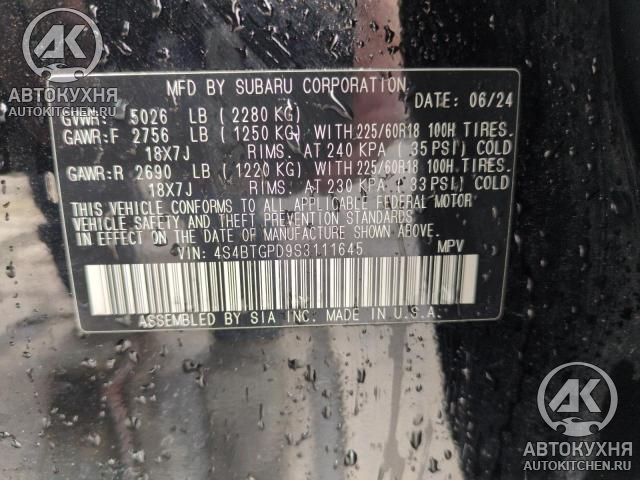 AK
АВТОКУХНЯ
AUTOKITCHEN.RU
MFD BY SUBARU CORPORATION
DATE: 06/24
GVWR: 5026 LB (2280 KG)
GAWR:F 2756 LB (1250 KG) WITH 225/60R18 100H TIRES.
18X7J RIMS. AT 240 KPA (.35 PSI) COLD
GAWR:R 2690 LB (1220 KG) WITH 225/60R18 100H TIRES.
18X7J RIMS. AT 230 KPA (.33 PSI) COLD
THIS VEHICLE CONFORMS TO ALL APPLICABLE FEDERAL MOTOR
VEHICLE SAFETY AND THEFT PREVENTION STANDARDS
IN EFFECT ON THE DATE OF MANUFACTURE SHOWN ABOVE.
VIN: 4S4BTGPD9S3111645 MPV
ASSEMBLED BY SIA INC. MADE IN U.S.A.
AK
АВТОКУХНЯ
AUTOKITCHEN.RU